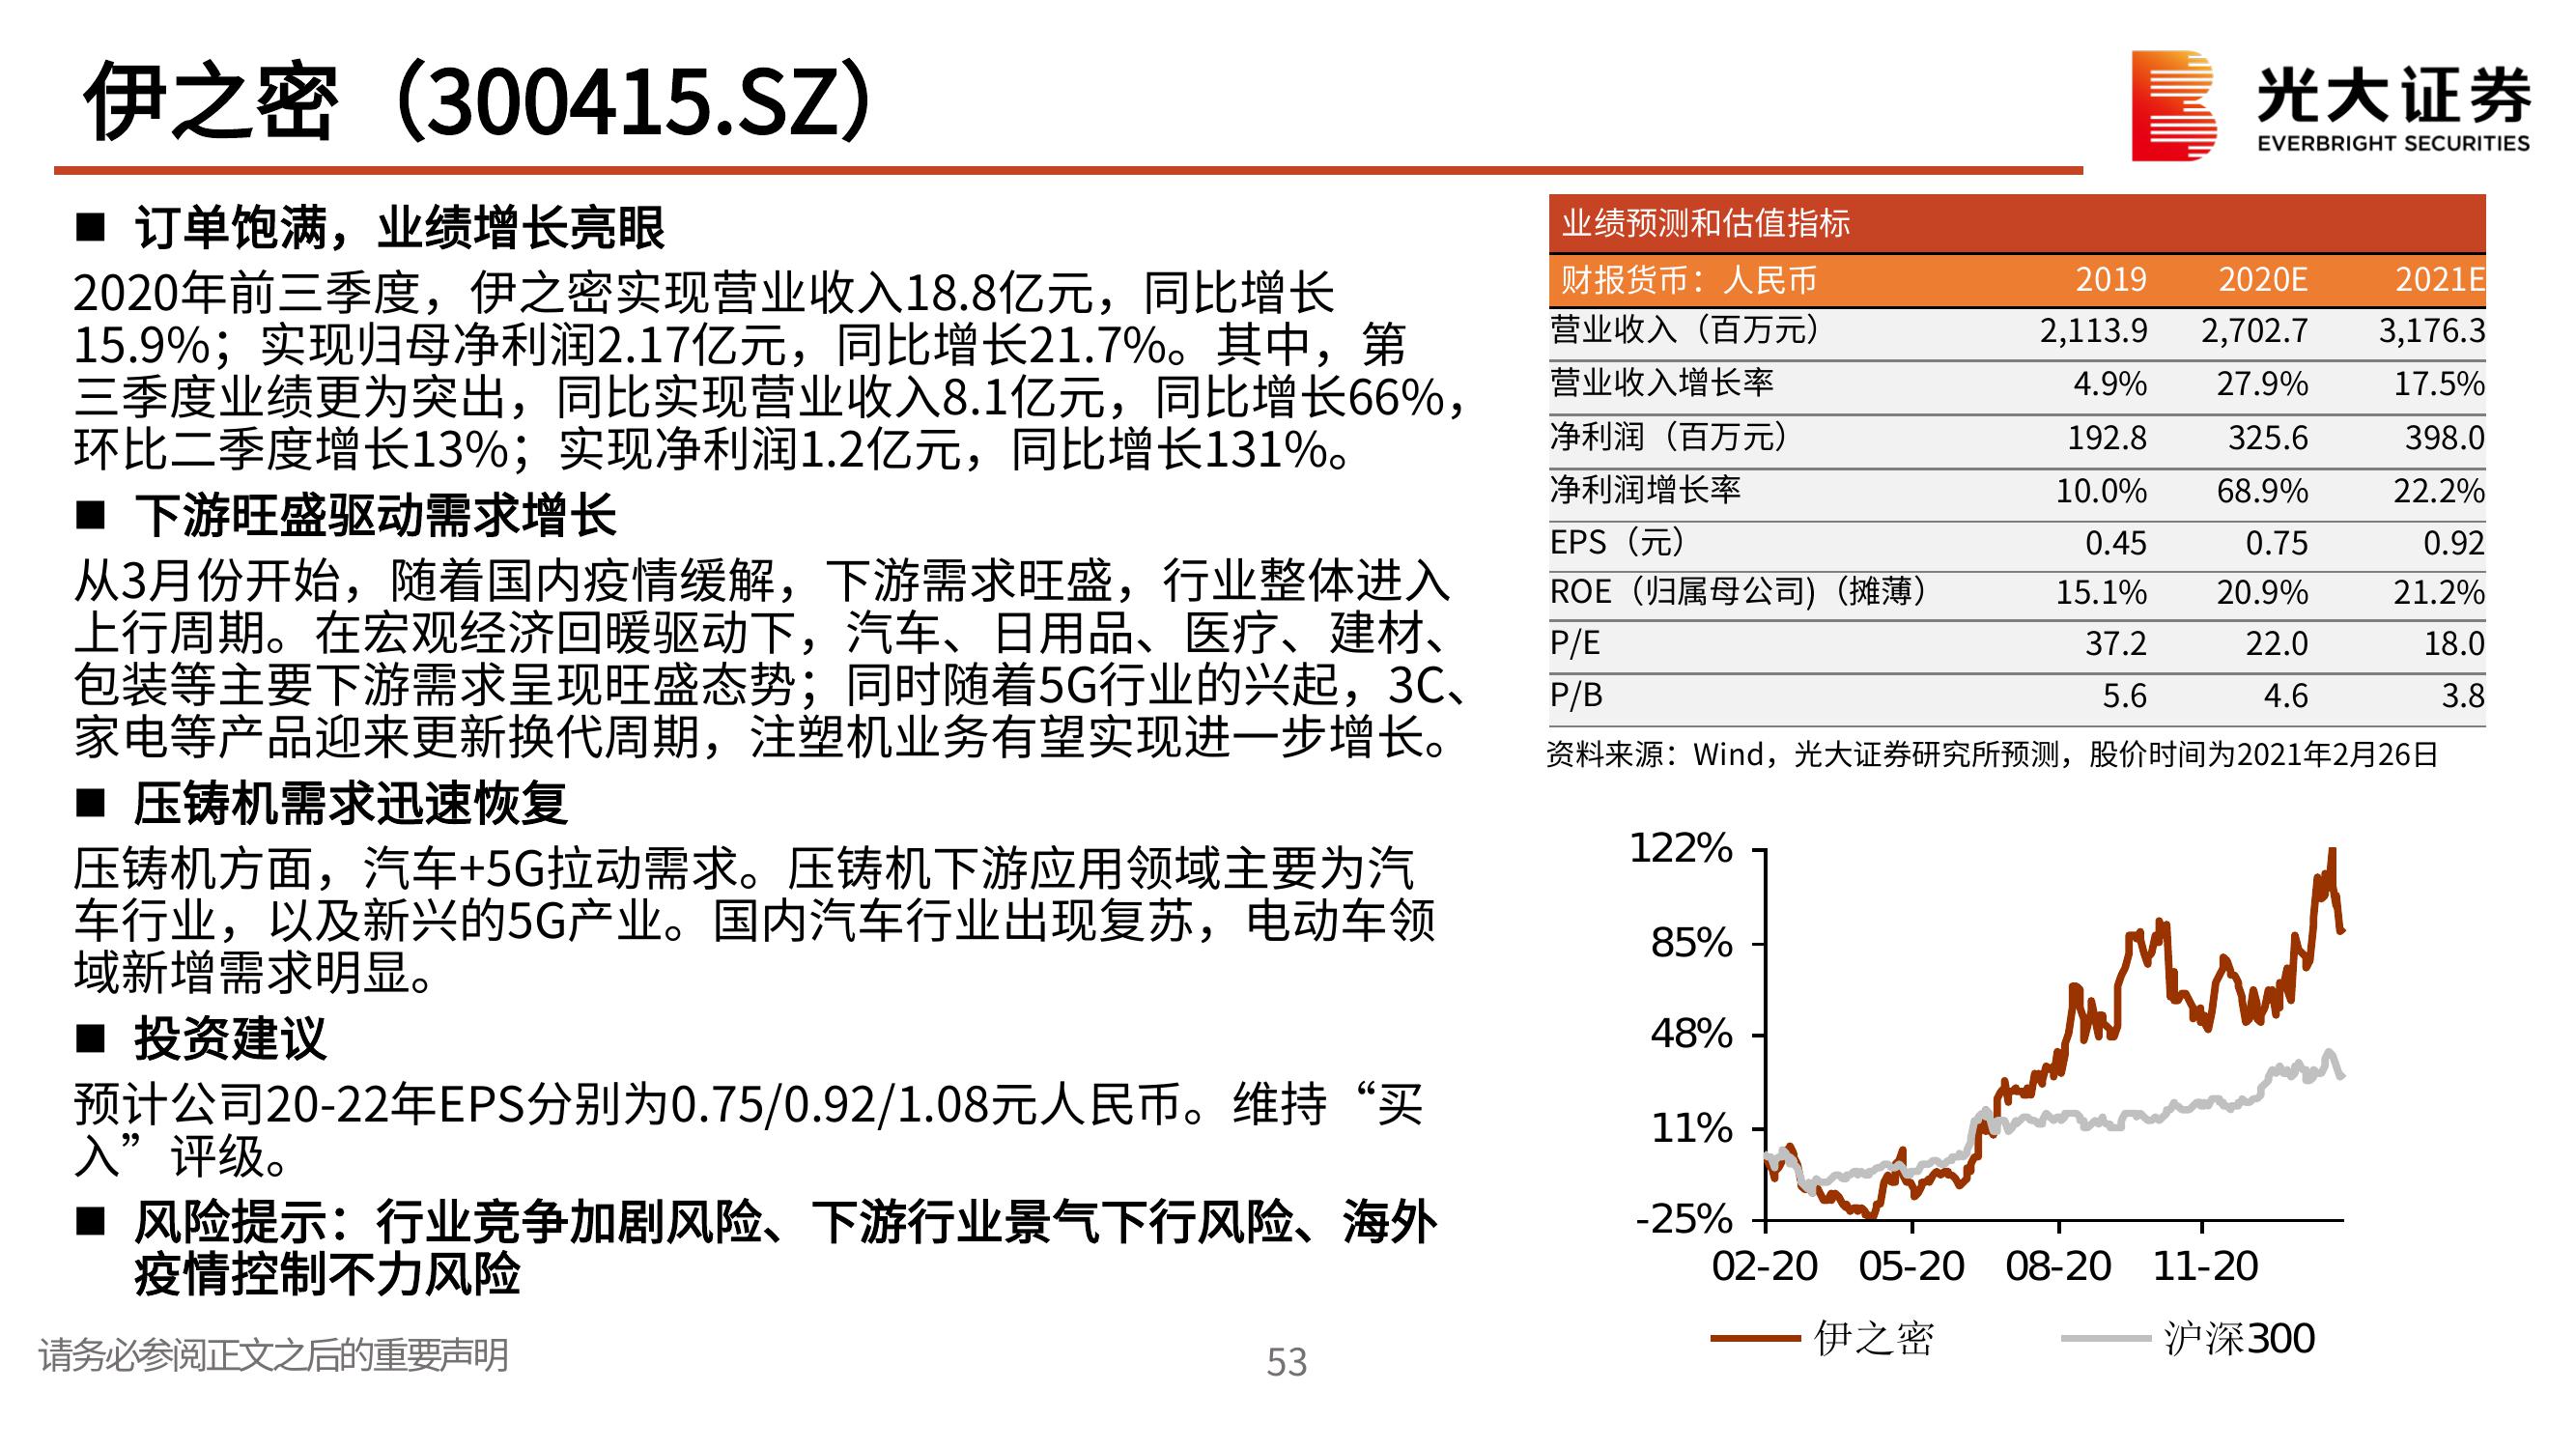 伊之密（300415.SZ）
光大证券
EVERBRIGHT SECURITIES
■ 订单饱满，业绩增长亮眼
2020年前三季度，伊之密实现营业收入18.8亿元，同比增长
15.9%；实现归母净利润2.17亿元，同比增长21.7%。其中，第
三季度业绩更为突出，同比实现营业收入8.1亿元，同比增长66%，
环比二季度增长13%；实现净利润1.2亿元，同比增长131%。
■ 下游旺盛驱动需求增长
从3月份开始，随着国内疫情缓解，下游需求旺盛，行业整体进入
上行周期。在宏观经济回暖驱动下，汽车、日用品、医疗、建材、
包装等主要下游需求呈现旺盛态势；同时随着5G行业的兴起，3C、
家电等产品迎来更新换代周期，注塑机业务有望实现进一步增长。
■ 压铸机需求迅速恢复
压铸机方面，汽车+5G拉动需求。压铸机下游应用领域主要为汽
车行业，以及新兴的5G产业。国内汽车行业出现复苏，电动车领
域新增需求明显。
■ 投资建议
预计公司20-22年EPS分别为0.75/0.92/1.08元人民币。维持“买
入”评级。
■ 风险提示：行业竞争加剧风险、下游行业景气下行风险、海外
疫情控制不力风险
业绩预测和估值指标
财报货币：人民币 2019 2020E 2021E
营业收入（百万元） 2,113.9 2,702.7 3,176.3
营业收入增长率 4.9% 27.9% 17.5%
净利润（百万元） 192.8 325.6 398.0
净利润增长率 10.0% 68.9% 22.2%
EPS（元） 0.45 0.75 0.92
ROE（归属母公司)（摊薄） 15.1% 20.9% 21.2%
P/E 37.2 22.0 18.0
P/B 5.6 4.6 3.8
资料来源：Wind，光大证券研究所预测，股价时间为2021年2月26日
122%
85%
48%
11%
-25%
02-20 05-20 08-20 11-20
伊之密 沪深300
请务必参阅正文之后的重要声明
53